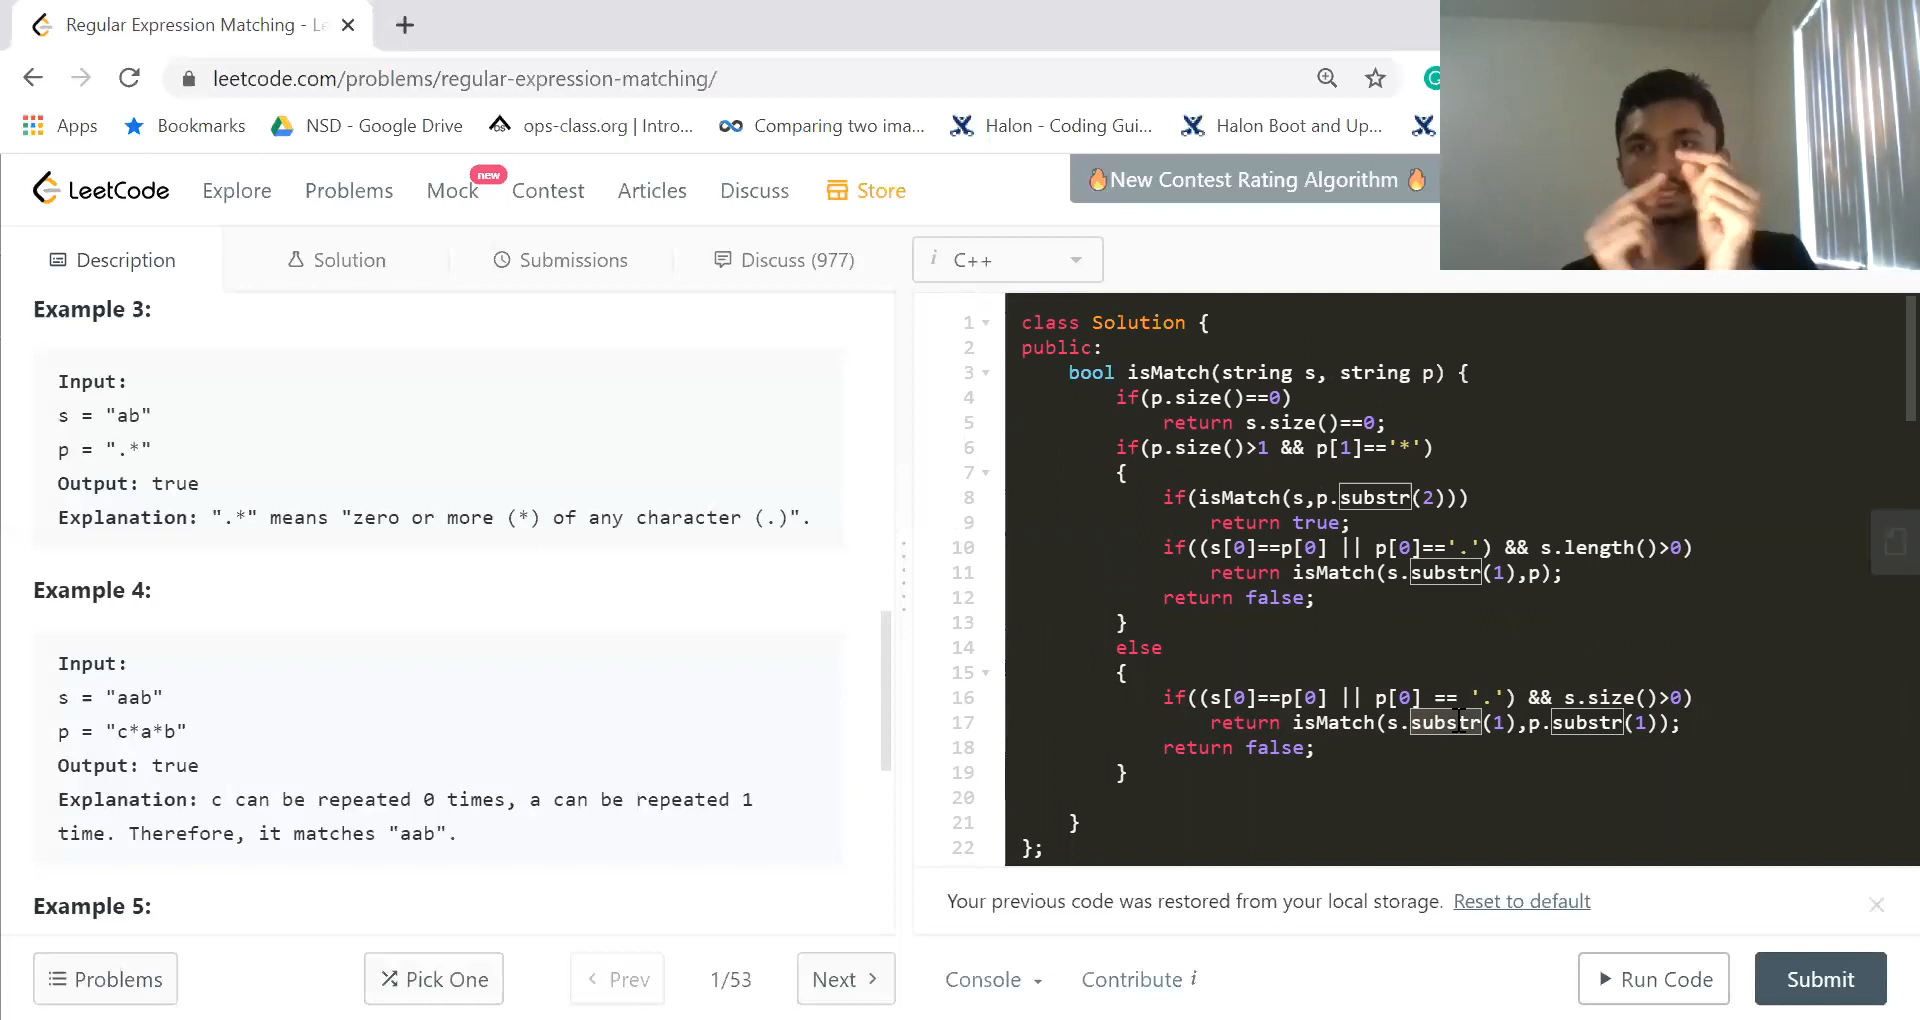 Regular Expression Matching - Le
leetcode.com/problems/regular-expression-matching/
Apps Bookmarks NSD - Google Drive ops-class.org | Intro... Comparing two ima... Halon - Coding Gui... Halon Boot and Up...
LeetCode Explore Problems Mock new Contest Articles Discuss Store
🔥New Contest Rating Algorithm 🔥
Description Solution Submissions Discuss (977)
Example 3:
Input:
s = "ab"
p = ".*"
Output: true
Explanation: ".*" means "zero or more (*) of any character (.)".
Example 4:
Input:
s = "aab"
p = "c*a*b"
Output: true
Explanation: c can be repeated 0 times, a can be repeated 1
time. Therefore, it matches "aab".
Example 5:
Problems Pick One Prev 1/53 Next
i C++
1 class Solution {
2 public:
3 bool isMatch(string s, string p) {
4 if(p.size()==0)
5 return s.size()==0;
6 if(p.size()>1 && p[1]=='*')
7 {
8 if(isMatch(s,p.substr(2)))
9 return true;
10 if((s[0]==p[0] || p[0]=='.') && s.length()>0)
11 return isMatch(s.substr(1),p);
12 return false;
13 }
14 else
15 {
16 if((s[0]==p[0] || p[0] == '.') && s.size()>0)
17 return isMatch(s.substr(1),p.substr(1));
18 return false;
19 }
20
21 }
22 };
Your previous code was restored from your local storage. Reset to default
Console Contribute i Run Code Submit